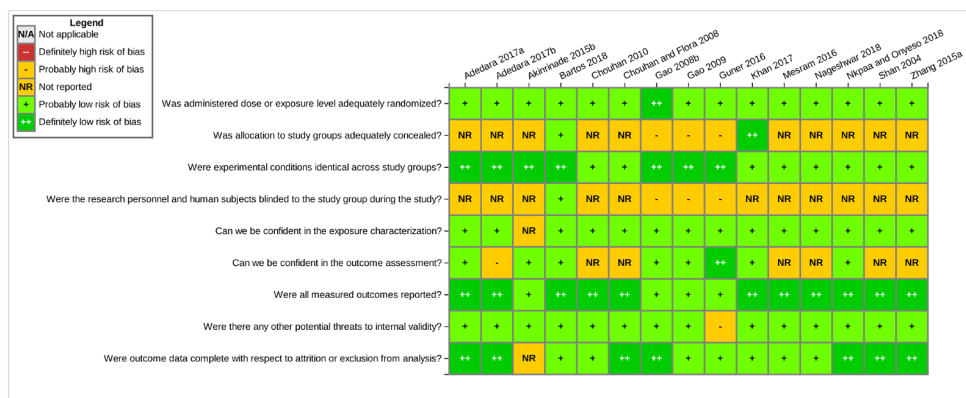 Legend
N/A Not applicable
-- Definitely high risk of bias
- Probably high risk of bias
NR Not reported
+ Probably low risk of bias
++ Definitely low risk of bias
Adedara 2017a
Adedara 2017b
Akinrinade 2015b
Bartos 2018
Chouhan 2010
Chouhan and Flora 2008
Gao 2008b
Gao 2009
Guner 2016
Khan 2017
Mesram 2016
Nageshwar 2018
Nkpaa and Onyeso 2018
Shan 2004
Zhang 2015a
Was administered dose or exposure level adequately randomized? + + + + + + ++ + + + + + + + +
Was allocation to study groups adequately concealed? NR NR NR + NR NR - - - ++ NR NR NR NR NR
Were experimental conditions identical across study groups? ++ ++ ++ ++ + + ++ ++ ++ + + + + + +
Were the research personnel and human subjects blinded to the study group during the study? NR NR NR + NR NR - - - NR NR NR NR NR NR
Can we be confident in the exposure characterization? + + NR + + + + + + + + + + + +
Can we be confident in the outcome assessment? + - + + NR NR + + ++ + NR NR + NR NR
Were all measured outcomes reported? ++ ++ + ++ ++ ++ + + + ++ ++ ++ ++ ++ ++
Were there any other potential threats to internal validity? + + + + + + + + - + + + + + +
Were outcome data complete with respect to attrition or exclusion from analysis? ++ ++ NR + + ++ ++ + + + + + ++ ++ ++